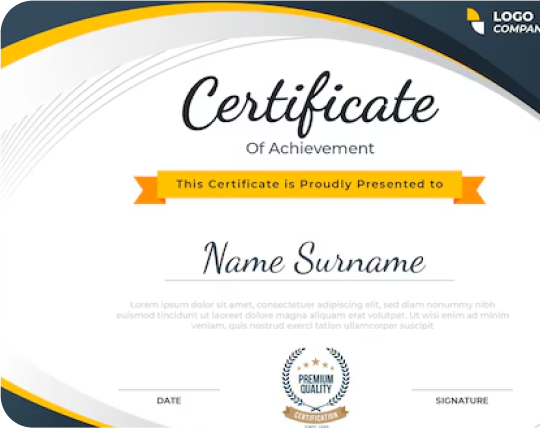 LOGO
COMPAN
Certificate
Of Achievement
This Certificate is Proudly Presented to
Name Surname
Lorem ipsum dolor sit amet, consectetuer adipiscing elit, sed diam nonummy nibh
euismod tincidunt ut laoreet dolore magna aliquam erat volutpat. Ut wisi enim ad minim
veniam, quis nostrud exerci tation ullamcorper suscipit
PREMIUM
QUALITY
CERTIFICATION
DATE
SIGNATURE